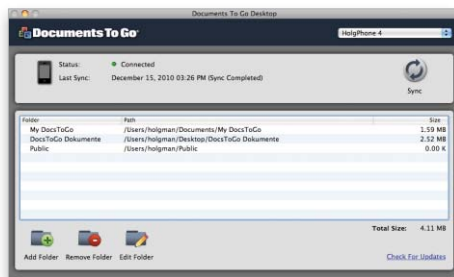 Documents To Go Desktop
Documents To Go
HolgPhone 4
Status: Connected
Last Sync: December 15, 2010 03:26 PM (Sync Completed)
Sync
Folder Path Size
My DocsToGo /Users/holgman/Documents/My DocsToGo 1.59 MB
DocsToGo Dokumente /Users/holgman/Desktop/DocsToGo Dokumente 2.52 MB
Public /Users/holgman/Public 0.00 K
Total Size: 4.11 MB
Add Folder Remove Folder Edit Folder Check For Updates